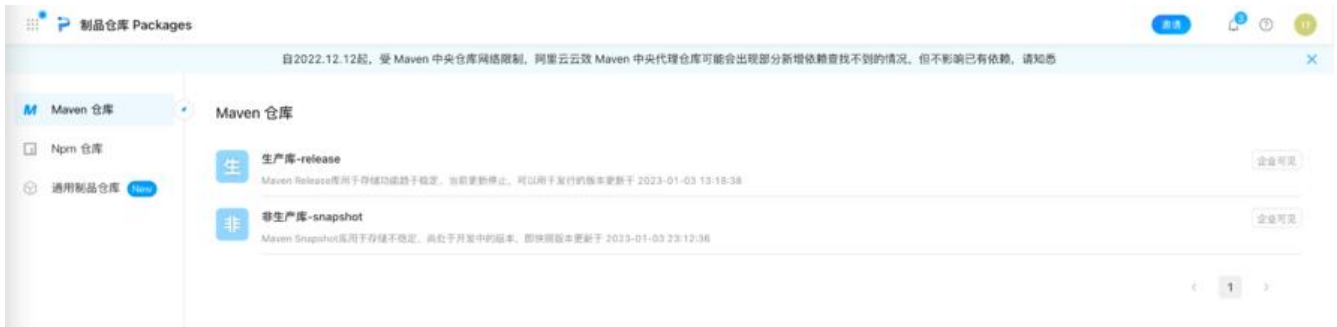 制品仓库 Packages
邀请
3
自2022.12.12起，受 Maven 中央仓库网络限制，阿里云云效 Maven 中央代理仓库可能会出现部分新增依赖查找不到的情况，但不影响已有依赖，请知悉
Maven 仓库
Npm 仓库
通用制品仓库 New
Maven 仓库
生 生产库-release 企业可见
Maven Release库用于存储功能趋于稳定、当前更新停止，可以用于发行的版本更新于 2023-01-03 13:18:38
非 非生产库-snapshot 企业可见
Maven Snapshot库用于存储不稳定、尚处于开发中的版本，即快照版本更新于 2023-01-03 23:12:36
< 1 >